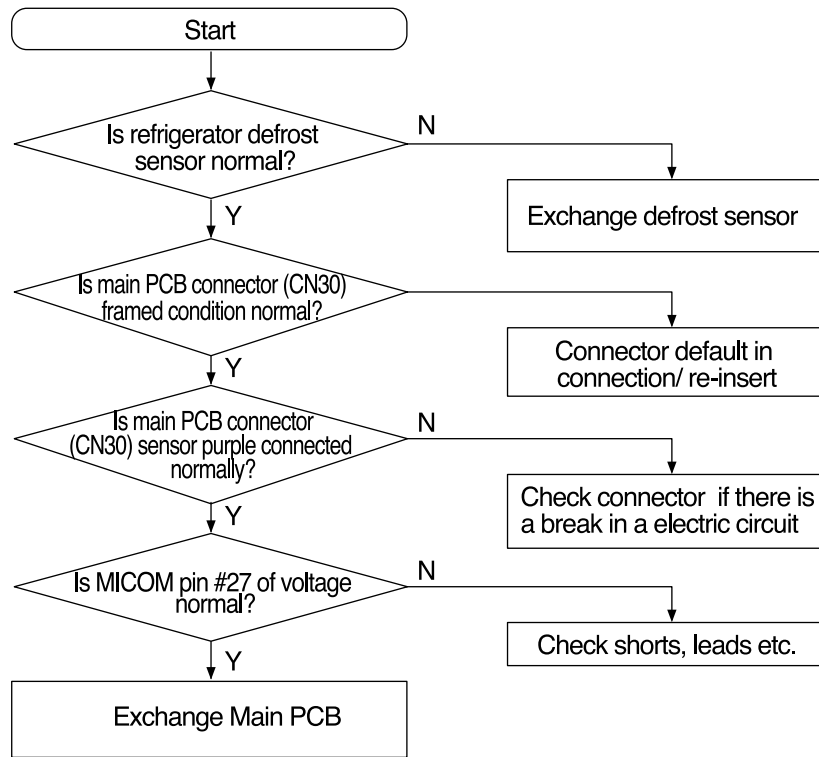 Start
Is refrigerator defrost
sensor normal?
N
Exchange defrost sensor
Y
Is main PCB connector (CN30)
framed condition normal?
Connector default in
connection/ re-insert
Y
Is main PCB connector
(CN30) sensor purple connected
normally?
N
Check connector if there is
a break in a electric circuit
Y
Is MICOM pin #27 of voltage
normal?
N
Check shorts, leads etc.
Y
Exchange Main PCB